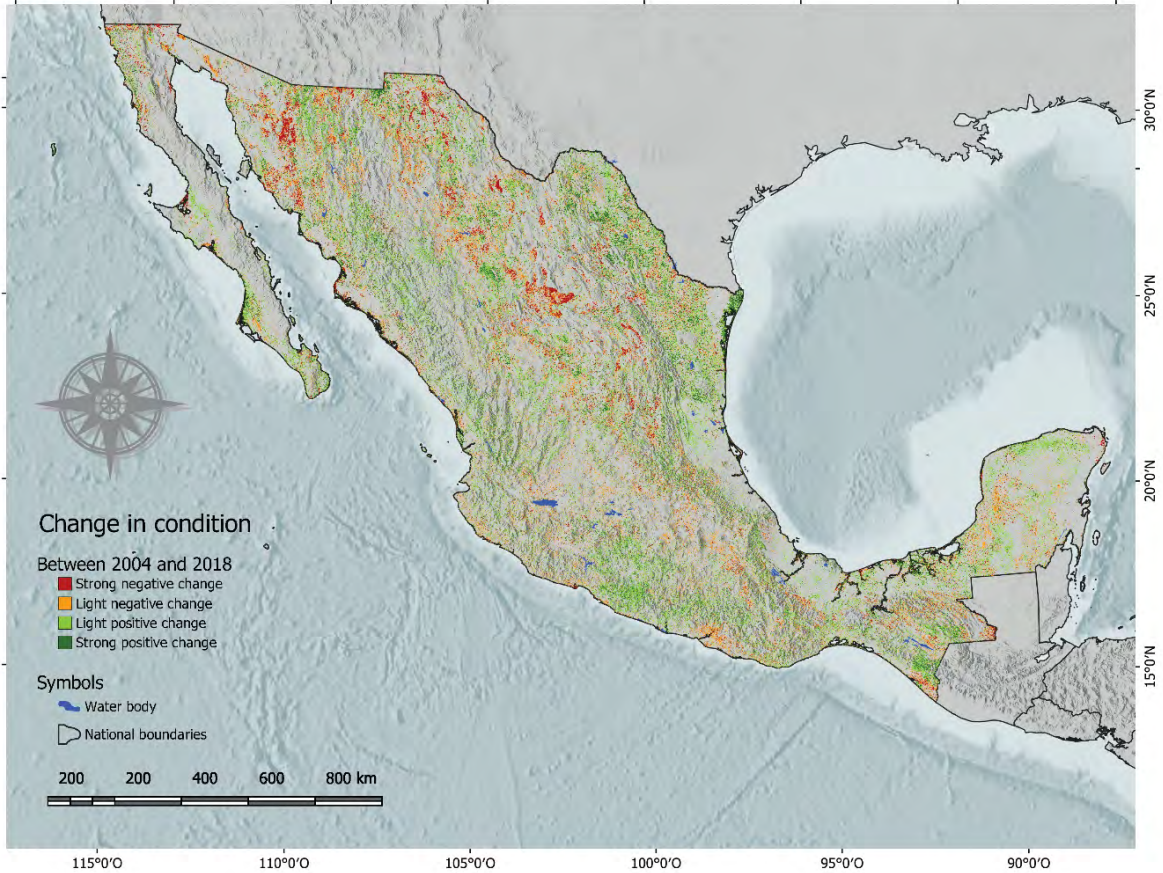 Change in condition
Between 2004 and 2018
Strong negative change
Light negative change
Light positive change
Strong positive change
Symbols
Water body
National boundaries
200 200 400 600 800 km
30°0'N
25°0'N
20°0'N
15°0'N
115°0'O 110°0'O 105°0'O 100°0'O 95°0'O 90°0'O